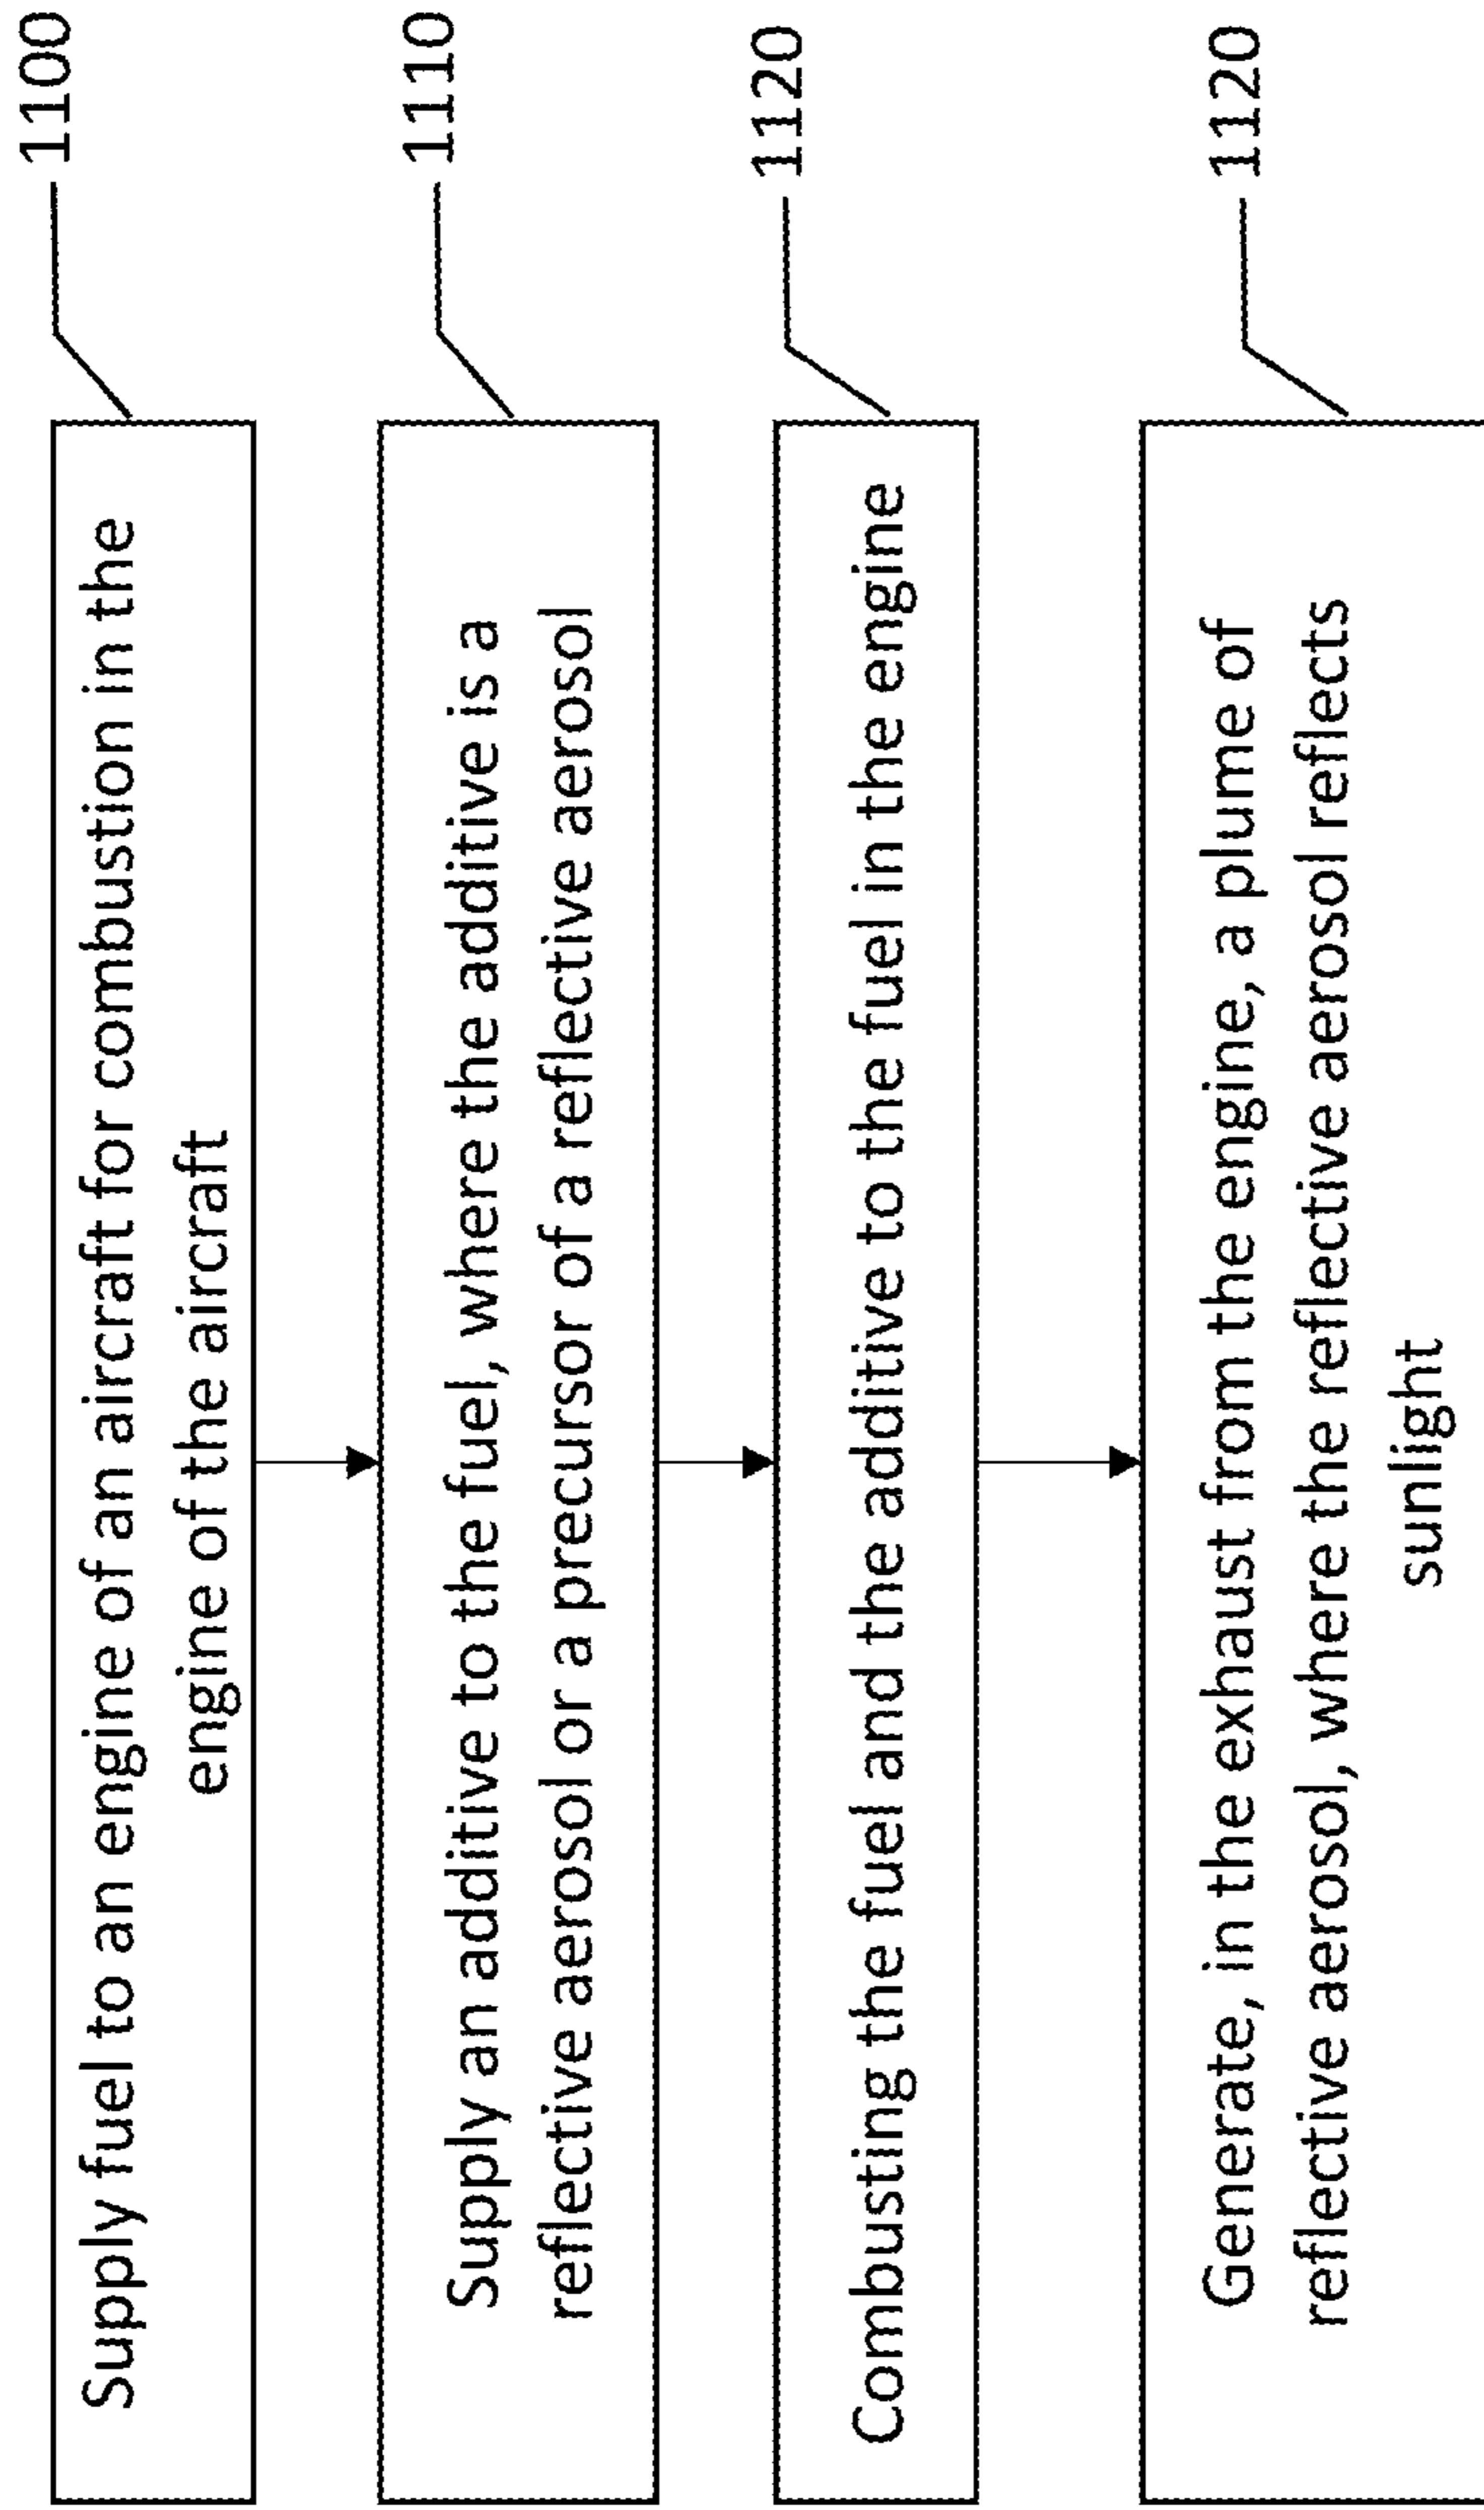 Supply fuel to an engine of an aircraft for combustion in the
engine of the aircraft
1100
Supply an additive to the fuel, where the additive is a
reflective aerosol or a precursor of a reflective aerosol
1110
Combusting the fuel and the additive to the fuel in the engine
1120
Generate, in the exhaust from the engine, a plume of
reflective aerosol, where the reflective aerosol reflects
sunlight
1120